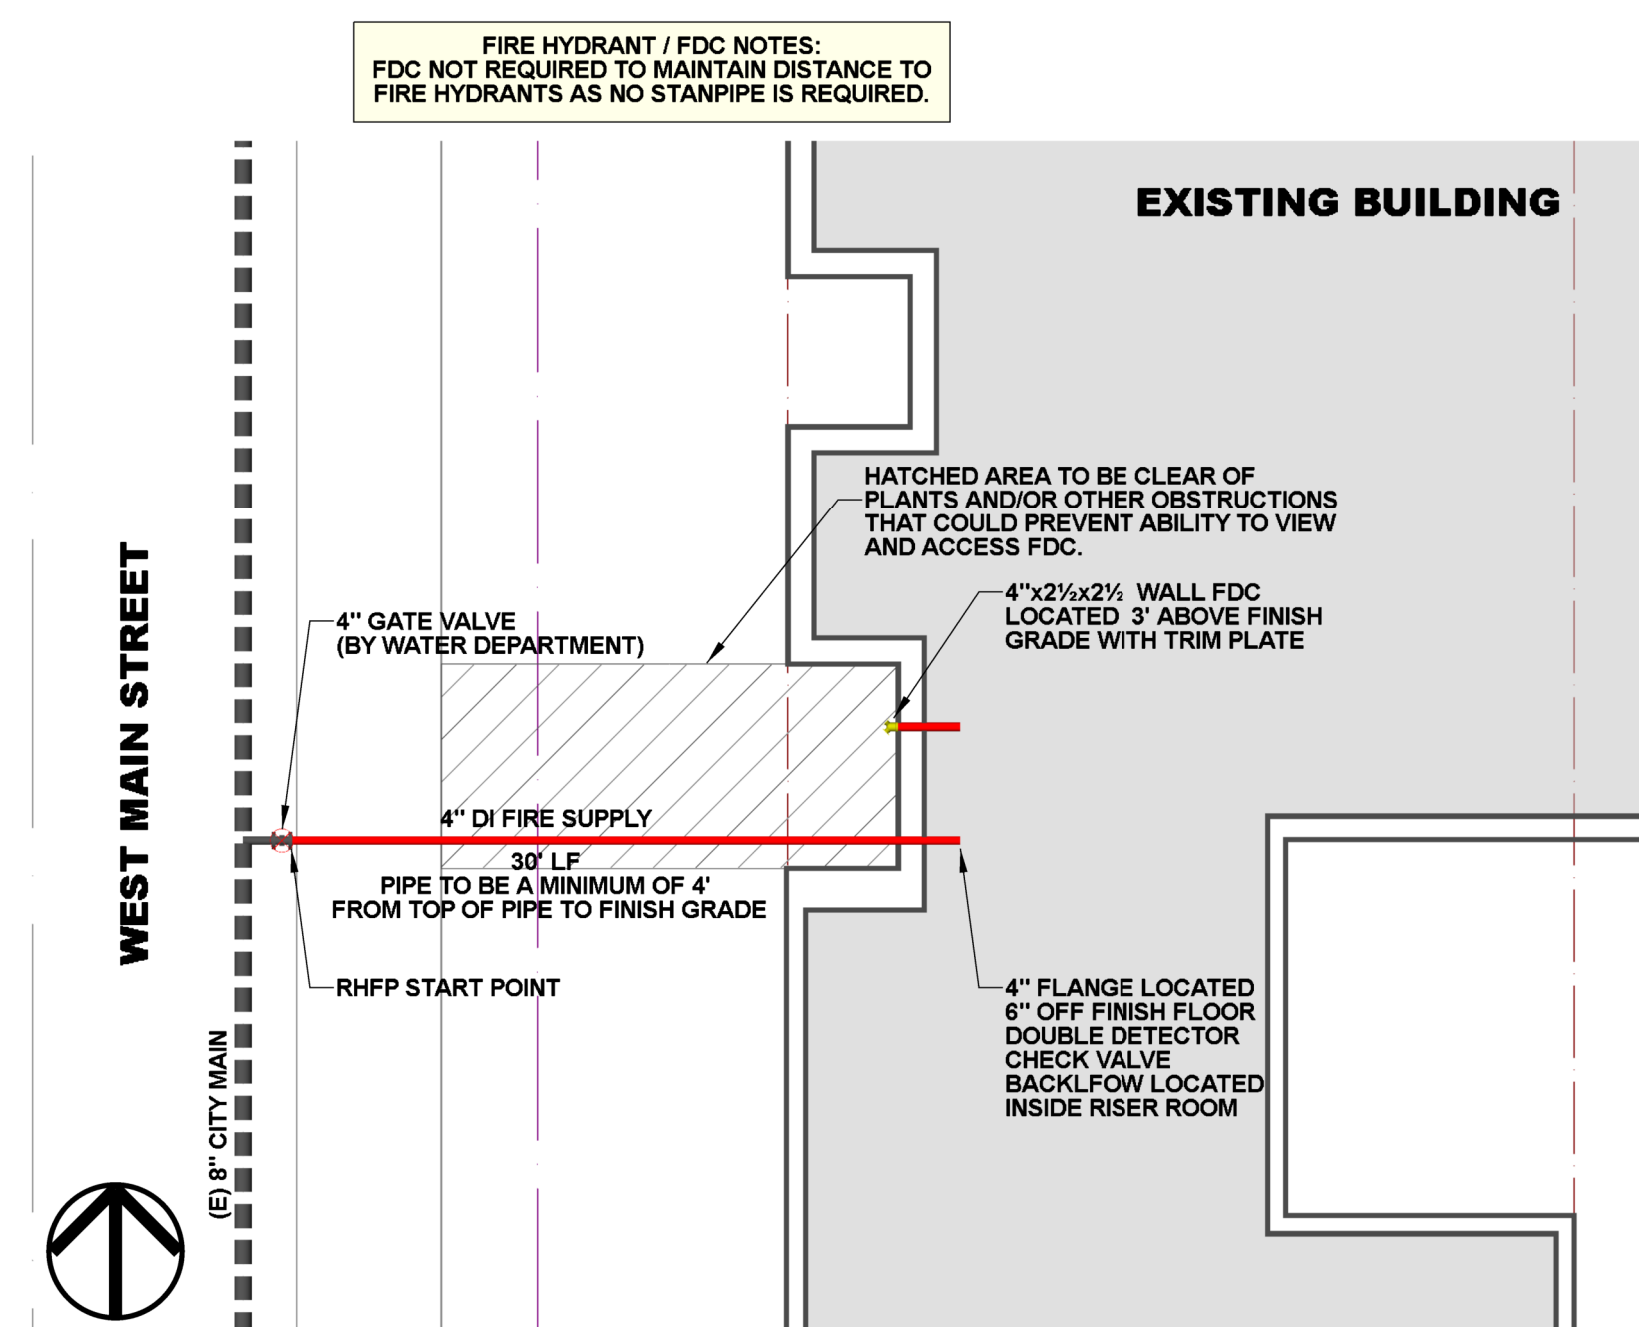 FIRE HYDRANT / FDC NOTES:
FDC NOT REQUIRED TO MAINTAIN DISTANCE TO
FIRE HYDRANTS AS NO STANPIPE IS REQUIRED.
EXISTING BUILDING
HATCHED AREA TO BE CLEAR OF
PLANTS AND/OR OTHER OBSTRUCTIONS
THAT COULD PREVENT ABILITY TO VIEW
AND ACCESS FDC.
4"x2½x2½ WALL FDC
LOCATED 3' ABOVE FINISH
GRADE WITH TRIM PLATE
4" GATE VALVE
(BY WATER DEPARTMENT)
WEST MAIN STREET
4" DI FIRE SUPPLY
30' LF
PIPE TO BE A MINIMUM OF 4'
FROM TOP OF PIPE TO FINISH GRADE
RHFP START POINT
4" FLANGE LOCATED
6" OFF FINISH FLOOR
DOUBLE DETECTOR
CHECK VALVE
BACKLFOW LOCATED
INSIDE RISER ROOM
(E) 8" CITY MAIN